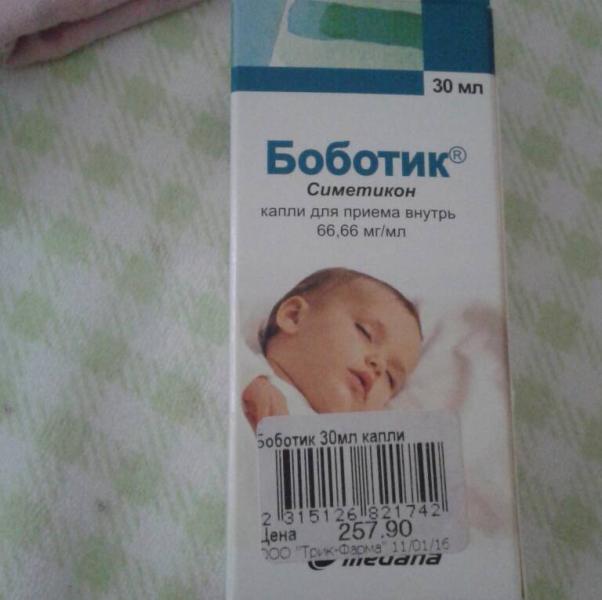 30 мл
Боботик®
Симетикон
капли для приема внутрь
66,66 мг/мл
Боботик 30мл капли
2 315126 821742
Цена 257.90
ООО "Трик-Фарма" 11/01/16
medana